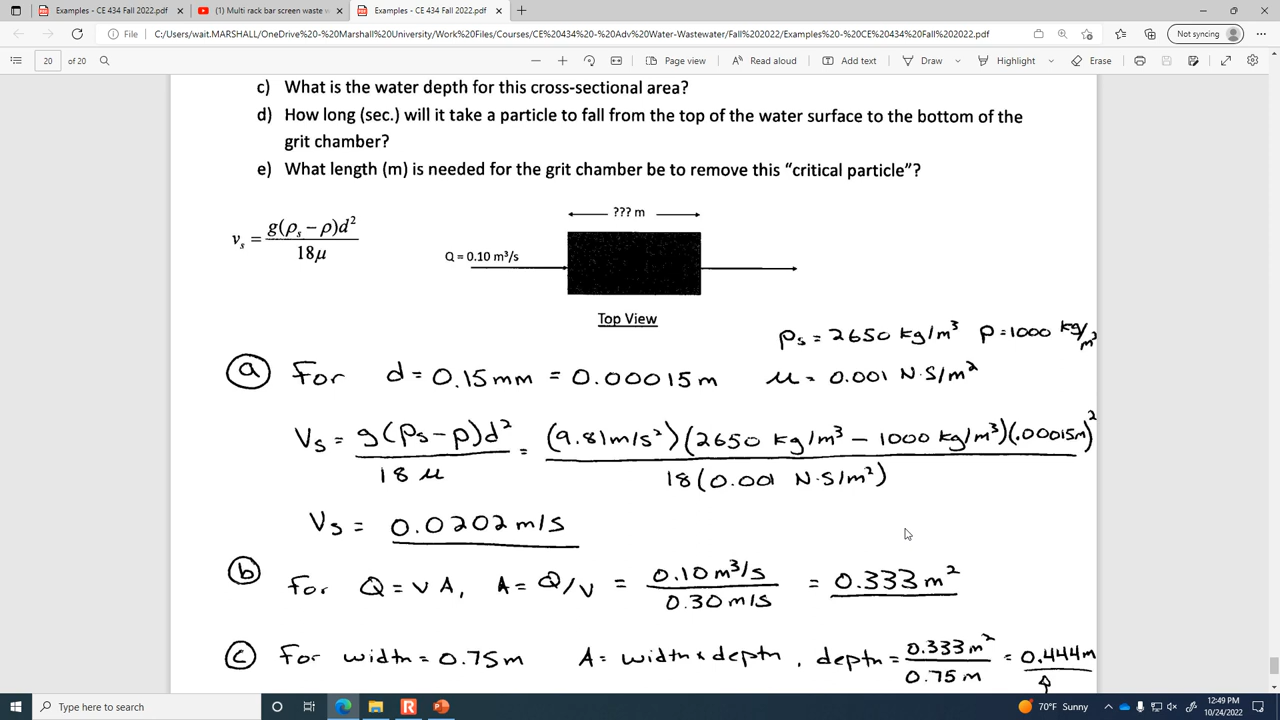 Examples - CE 434 Fall 2022.pdf
(1) Multi rack bar screen waste w
Examples - CE 434 Fall 2022.pdf
File
C:/Users/wait.MARSHALL/OneDrive%20-%20Marshall%20University/Work%20Files/Courses/CE%20434%20-%20Adv%20Water-Wastewater/Fall%202022/Examples%20-%20CE%20434%20Fall%202022.pdf
Not syncing
20 of 20
Page view
Read aloud
Add text
Draw
Highlight
Erase
c) What is the water depth for this cross-sectional area?
d) How long (sec.) will it take a particle to fall from the top of the water surface to the bottom of the
grit chamber?
e) What length (m) is needed for the grit chamber be to remove this “critical particle”?
??? m
v_s = g(ρ_s − ρ)d² / 18μ
Q = 0.10 m³/s
Top View
ρs = 2650 kg/m³ ρ = 1000 kg/m³
a For d = 0.15mm = 0.00015m μ = 0.001 N·S/m²
Vs = g(ρs-ρ)d² / 18 μ = (9.81m/s²)(2650 kg/m³ - 1000 kg/m³)(.00015m)² / 18(0.001 N·S/m²)
Vs = 0.0202 m/s
b For Q = v A, A = Q/v = 0.10 m³/s / 0.30 m/s = 0.333 m²
c For width = 0.75m A = width x depth, depth = 0.333 m² / 0.75 m = 0.444m
Type here to search
70°F Sunny
12:49 PM
10/24/2022